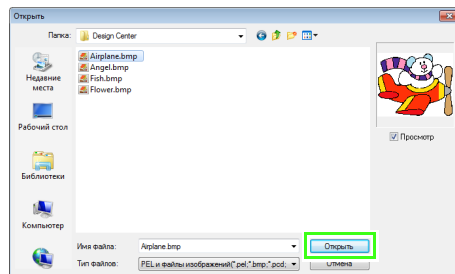 Открыть
Папка: Design Center
Airplane.bmp
Angel.bmp
Fish.bmp
Flower.bmp
Недавние места
Рабочий стол
Библиотеки
Компьютер
Просмотр
Имя файла: Airplane.bmp Открыть
Тип файлов: PEL и файлы изображений(*.pel;*.bmp;*.pcd; Отмена